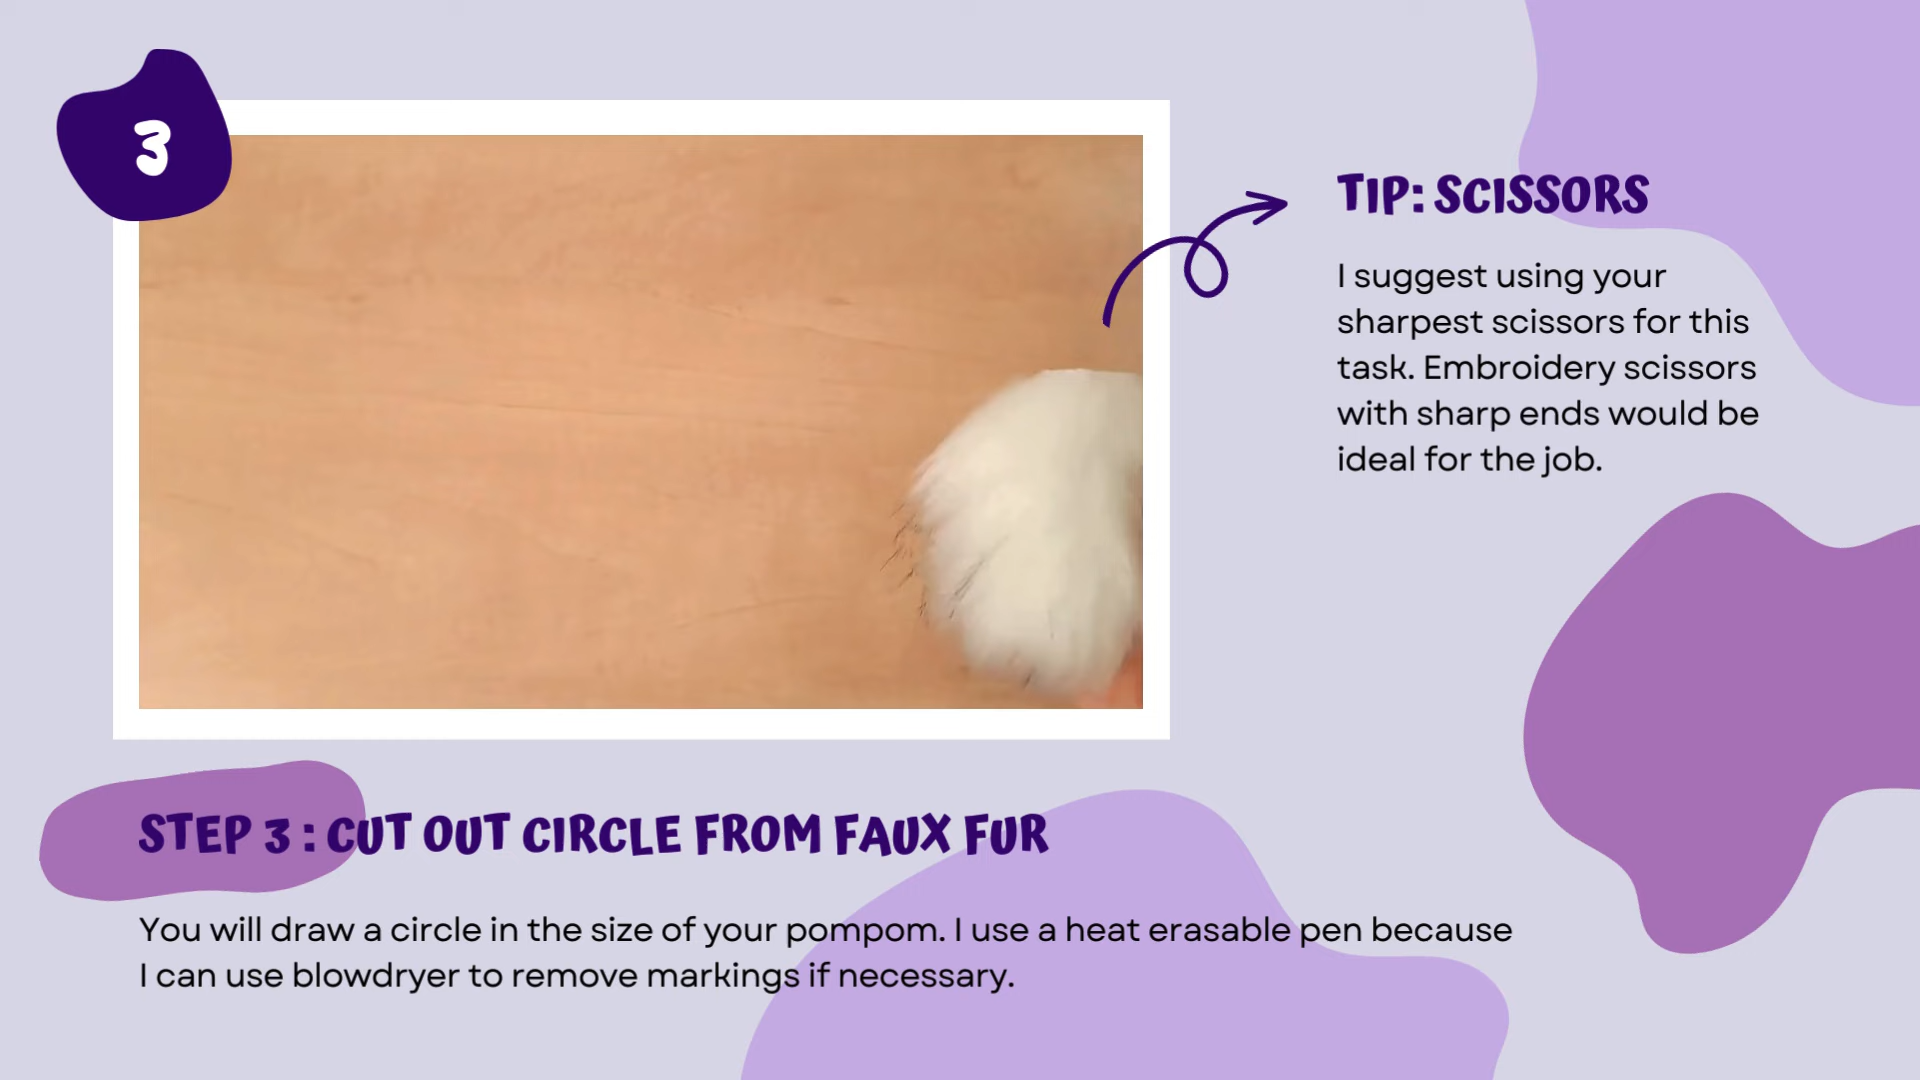 3
TIP: SCISSORS
I suggest using your
sharpest scissors for this
task. Embroidery scissors
with sharp ends would be
ideal for the job.
STEP 3 : CUT OUT CIRCLE FROM FAUX FUR
You will draw a circle in the size of your pompom. I use a heat erasable pen because
I can use blowdryer to remove markings if necessary.